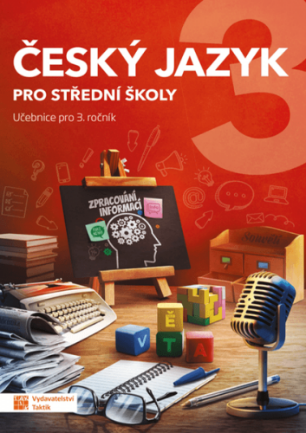 3
ČESKÝ JAZYK
PRO STŘEDNÍ ŠKOLY
Učebnice pro 3. ročník
ZPRACOVÁNÍ
INFORMACÍ
VĚTA
Vydavatelství
Taktik